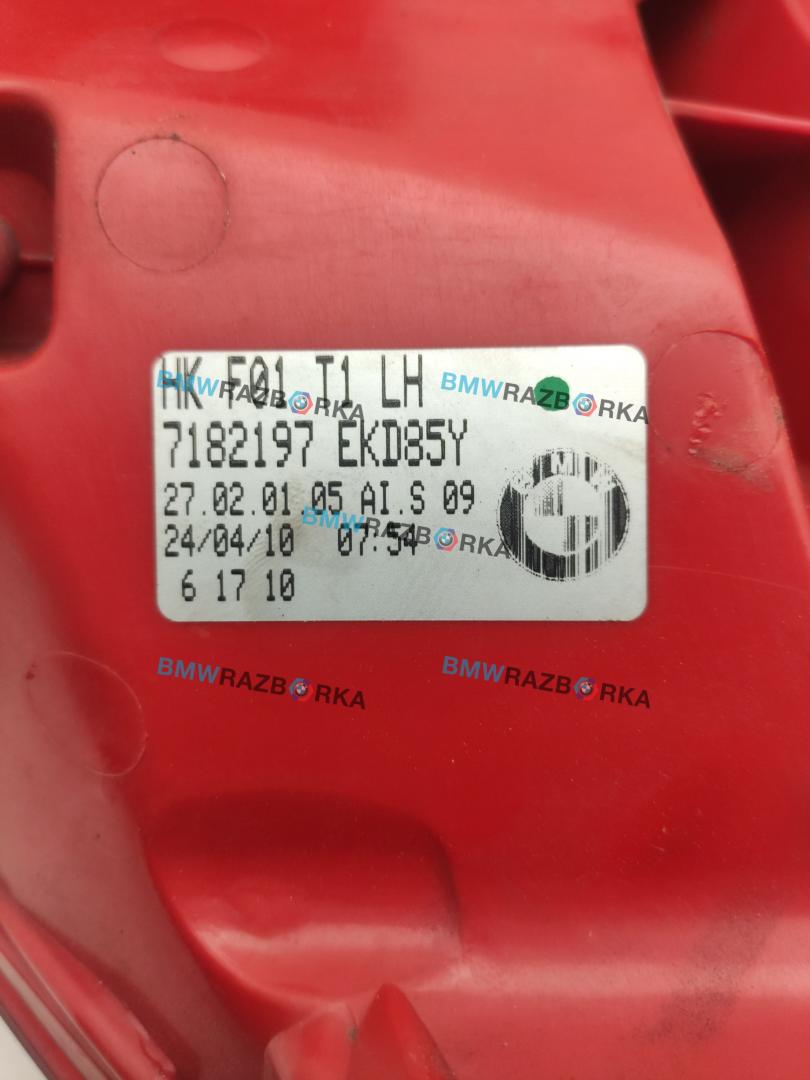 HK F01 T1 LH
BMWRAZBORKA
BMWRAZBORKA
7182197 EKD85Y
27.02.01.05 AI.S 09
BMWRAZBORKA
24/04/10 07:54
6 17 10
BMWRAZBORKA
BMWRAZBORKA